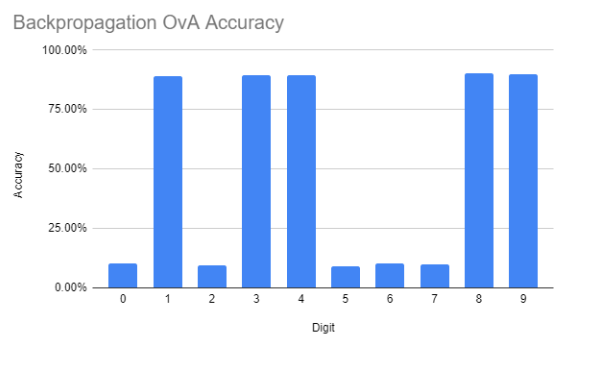 Backpropagation OvA Accuracy
100.00%
75.00%
50.00%
25.00%
0.00%
Accuracy
0 1 2 3 4 5 6 7 8 9
Digit